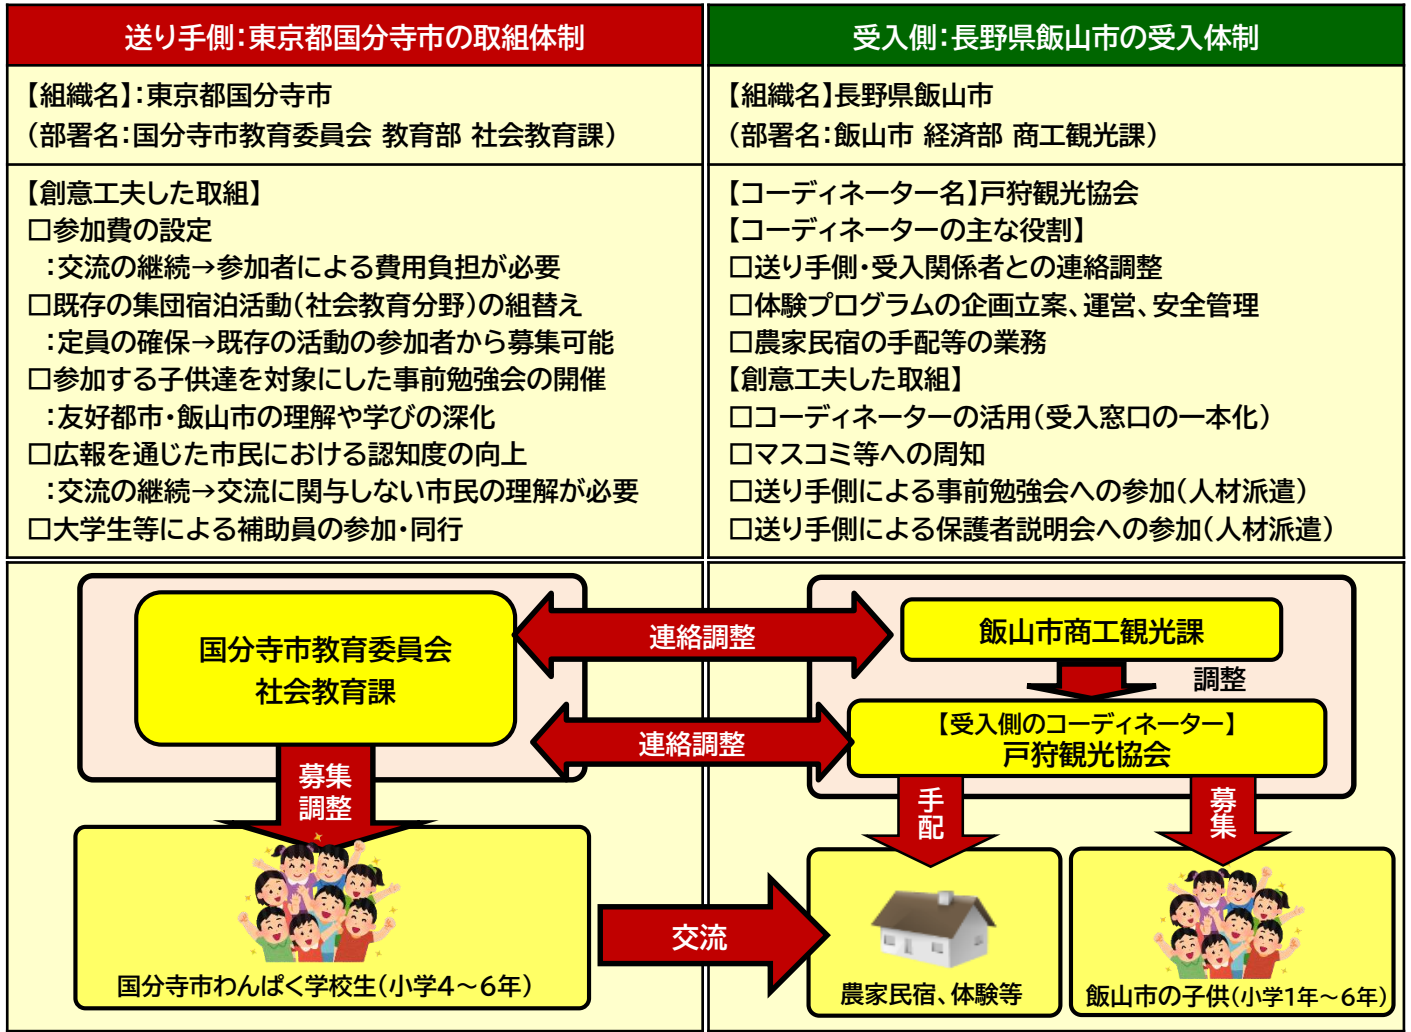 送り手側：東京都国分寺市の取組体制
【組織名】：東京都国分寺市
（部署名：国分寺市教育委員会 教育部 社会教育課）
【創意工夫した取組】
□参加費の設定
：交流の継続→参加者による費用負担が必要
□既存の集団宿泊活動（社会教育分野）の組替え
：定員の確保→既存の活動の参加者から募集可能
□参加する子供達を対象にした事前勉強会の開催
：友好都市・飯山市の理解や学びの深化
□広報を通じた市民における認知度の向上
：交流の継続→交流に関与しない市民の理解が必要
□大学生等による補助員の参加・同行
受入側：長野県飯山市の受入体制
【組織名】長野県飯山市
（部署名：飯山市 経済部 商工観光課）
【コーディネーター名】戸狩観光協会
【コーディネーターの主な役割】
□送り手側・受入関係者との連絡調整
□体験プログラムの企画立案、運営、安全管理
□農家民宿の手配等の業務
【創意工夫した取組】
□コーディネーターの活用（受入窓口の一本化）
□マスコミ等への周知
□送り手側による事前勉強会への参加（人材派遣）
□送り手側による保護者説明会への参加（人材派遣）
国分寺市教育委員会
社会教育課
連絡調整
飯山市商工観光課
調整
連絡調整
【受入側のコーディネーター】
戸狩観光協会
募集
調整
手配
募集
国分寺市わんぱく学校生（小学4～6年）
交流
農家民宿、体験等
飯山市の子供（小学1年～6年）